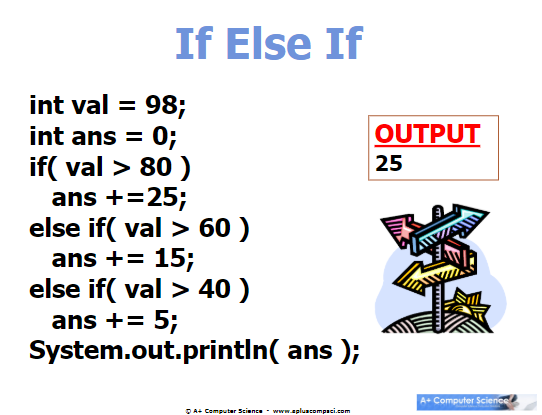 If Else If
int val = 98;
int ans = 0;
if( val > 80 )
ans +=25;
else if( val > 60 )
ans += 15;
else if( val > 40 )
ans += 5;
System.out.println( ans );
OUTPUT
25
© A+ Computer Science - www.apluscompsci.com
A+ Computer Science